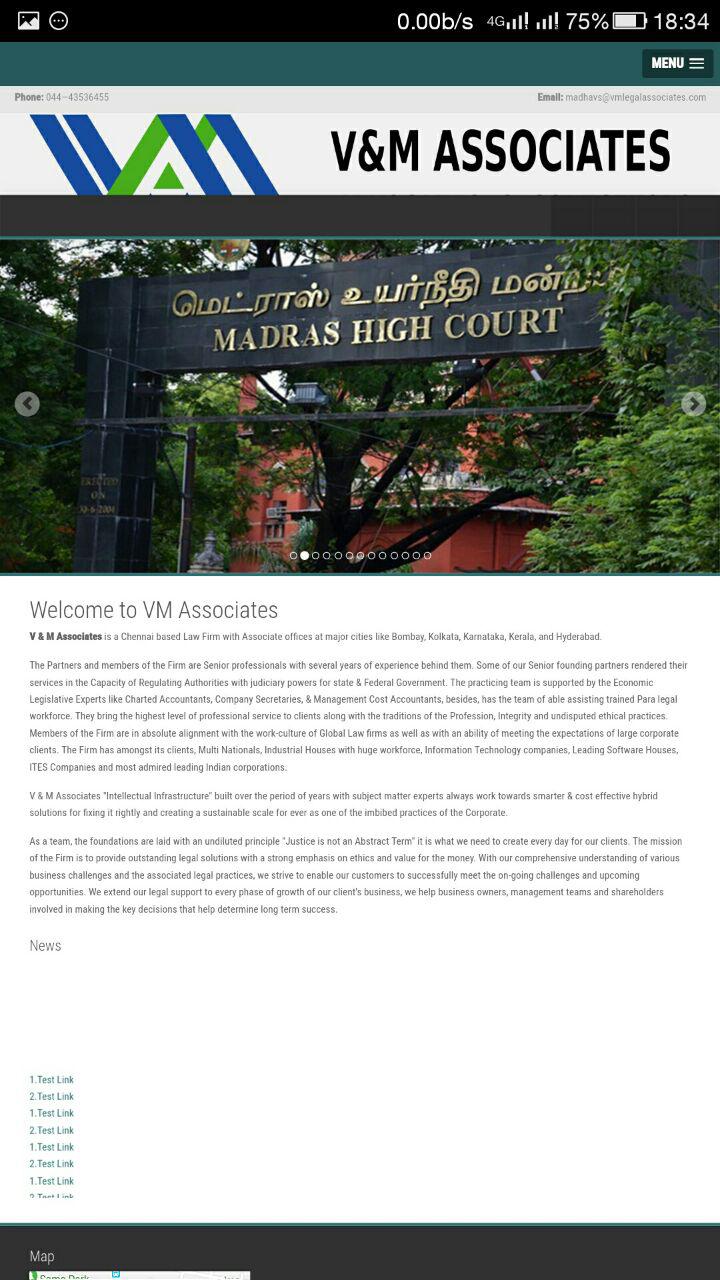 0.00b/s 4G 75% 18:34
MENU
Phone: 044–43536455 Email: madhavs@vmlegalassociates.com
V&M ASSOCIATES
மெட்ராஸ் உயர்நீதி
MADRAS HIGH COURT
ERECTED
ON
Welcome to VM Associates
V & M Associates is a Chennai based Law Firm with Associate offices at major cities like Bombay, Kolkata, Karnataka, Kerala, and Hyderabad.
The Partners and members of the Firm are Senior professionals with several years of experience behind them. Some of our Senior founding partners rendered their
services in the Capacity of Regulating Authorities with judiciary powers for state & Federal Government. The practicing team is supported by the Economic
Legislative Experts like Charted Accountants, Company Secretaries, & Management Cost Accountants, besides, has the team of able assisting trained Para legal
workforce. They bring the highest level of professional service to clients along with the traditions of the Profession, Integrity and undisputed ethical practices.
Members of the Firm are in absolute alignment with the work-culture of Global Law firms as well as with an ability of meeting the expectations of large corporate
clients. The Firm has amongst its clients, Multi Nationals, Industrial Houses with huge workforce, Information Technology companies, Leading Software Houses,
ITES Companies and most admired leading Indian corporations.
V & M Associates "Intellectual Infrastructure" built over the period of years with subject matter experts always work towards smarter & cost effective hybrid
solutions for fixing it rightly and creating a sustainable scale for ever as one of the imbibed practices of the Corporate.
As a team, the foundations are laid with an undiluted principle "Justice is not an Abstract Term" it is what we need to create every day for our clients. The mission
of the Firm is to provide outstanding legal solutions with a strong emphasis on ethics and value for the money. With our comprehensive understanding of various
business challenges and the associated legal practices, we strive to enable our customers to successfully meet the on-going challenges and upcoming
opportunities. We extend our legal support to every phase of growth of our client's business, we help business owners, management teams and shareholders
involved in making the key decisions that help determine long term success.
News
1.Test Link
2.Test Link
1.Test Link
2.Test Link
1.Test Link
2.Test Link
1.Test Link
2.Test Link
Map